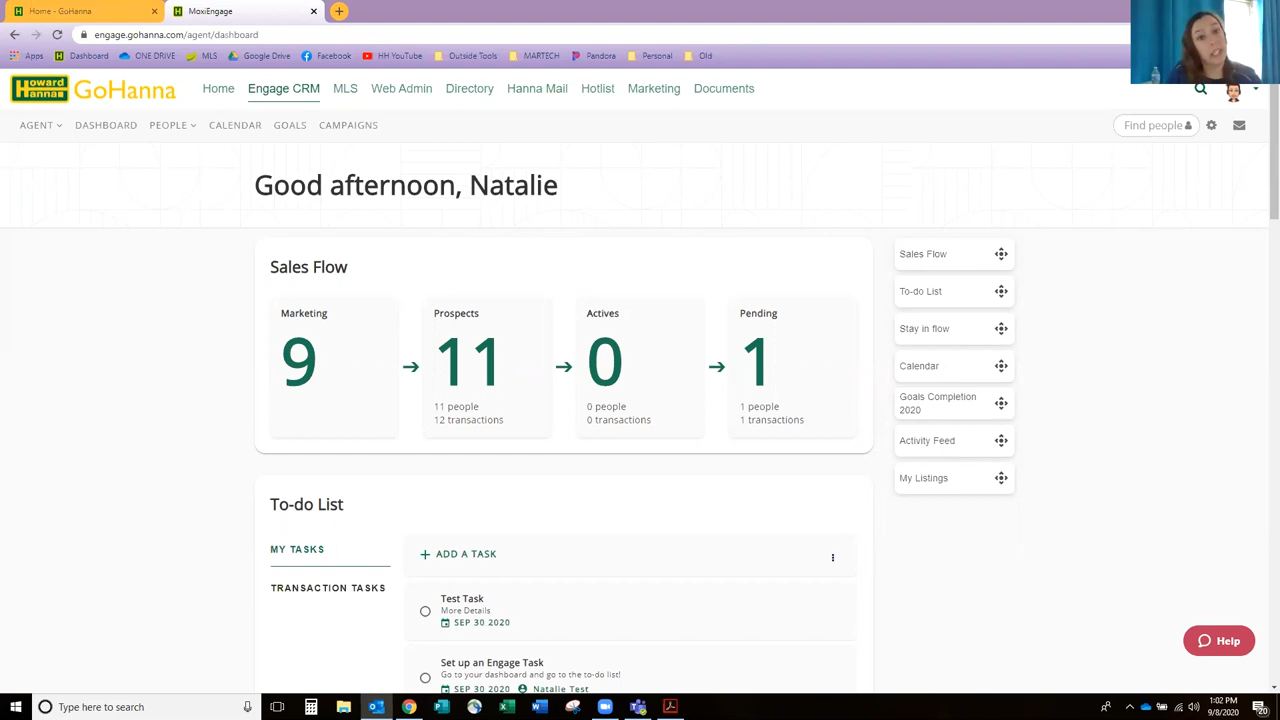 Home - GoHanna
MoxiEngage
engage.gohanna.com/agent/dashboard
Apps Dashboard ONE DRIVE MLS Google Drive Facebook HH YouTube Outside Tools MARTECH Pandora Personal Old
Howard Hanna GoHanna Home Engage CRM MLS Web Admin Directory Hanna Mail Hotlist Marketing Documents
AGENT DASHBOARD PEOPLE CALENDAR GOALS CAMPAIGNS Find people
Good afternoon, Natalie
Sales Flow
Marketing
9
Prospects
11
11 people
12 transactions
Actives
0
0 people
0 transactions
Pending
1
1 people
1 transactions
Sales Flow
To-do List
Stay in flow
Calendar
Goals Completion
2020
Activity Feed
My Listings
To-do List
MY TASKS
TRANSACTION TASKS
ADD A TASK
Test Task
More Details
SEP 30 2020
Set up an Engage Task
Go to your dashboard and go to the to-do list!
SEP 30 2020 Natalie Test
Help
Type here to search
1:02 PM
9/8/2020
20